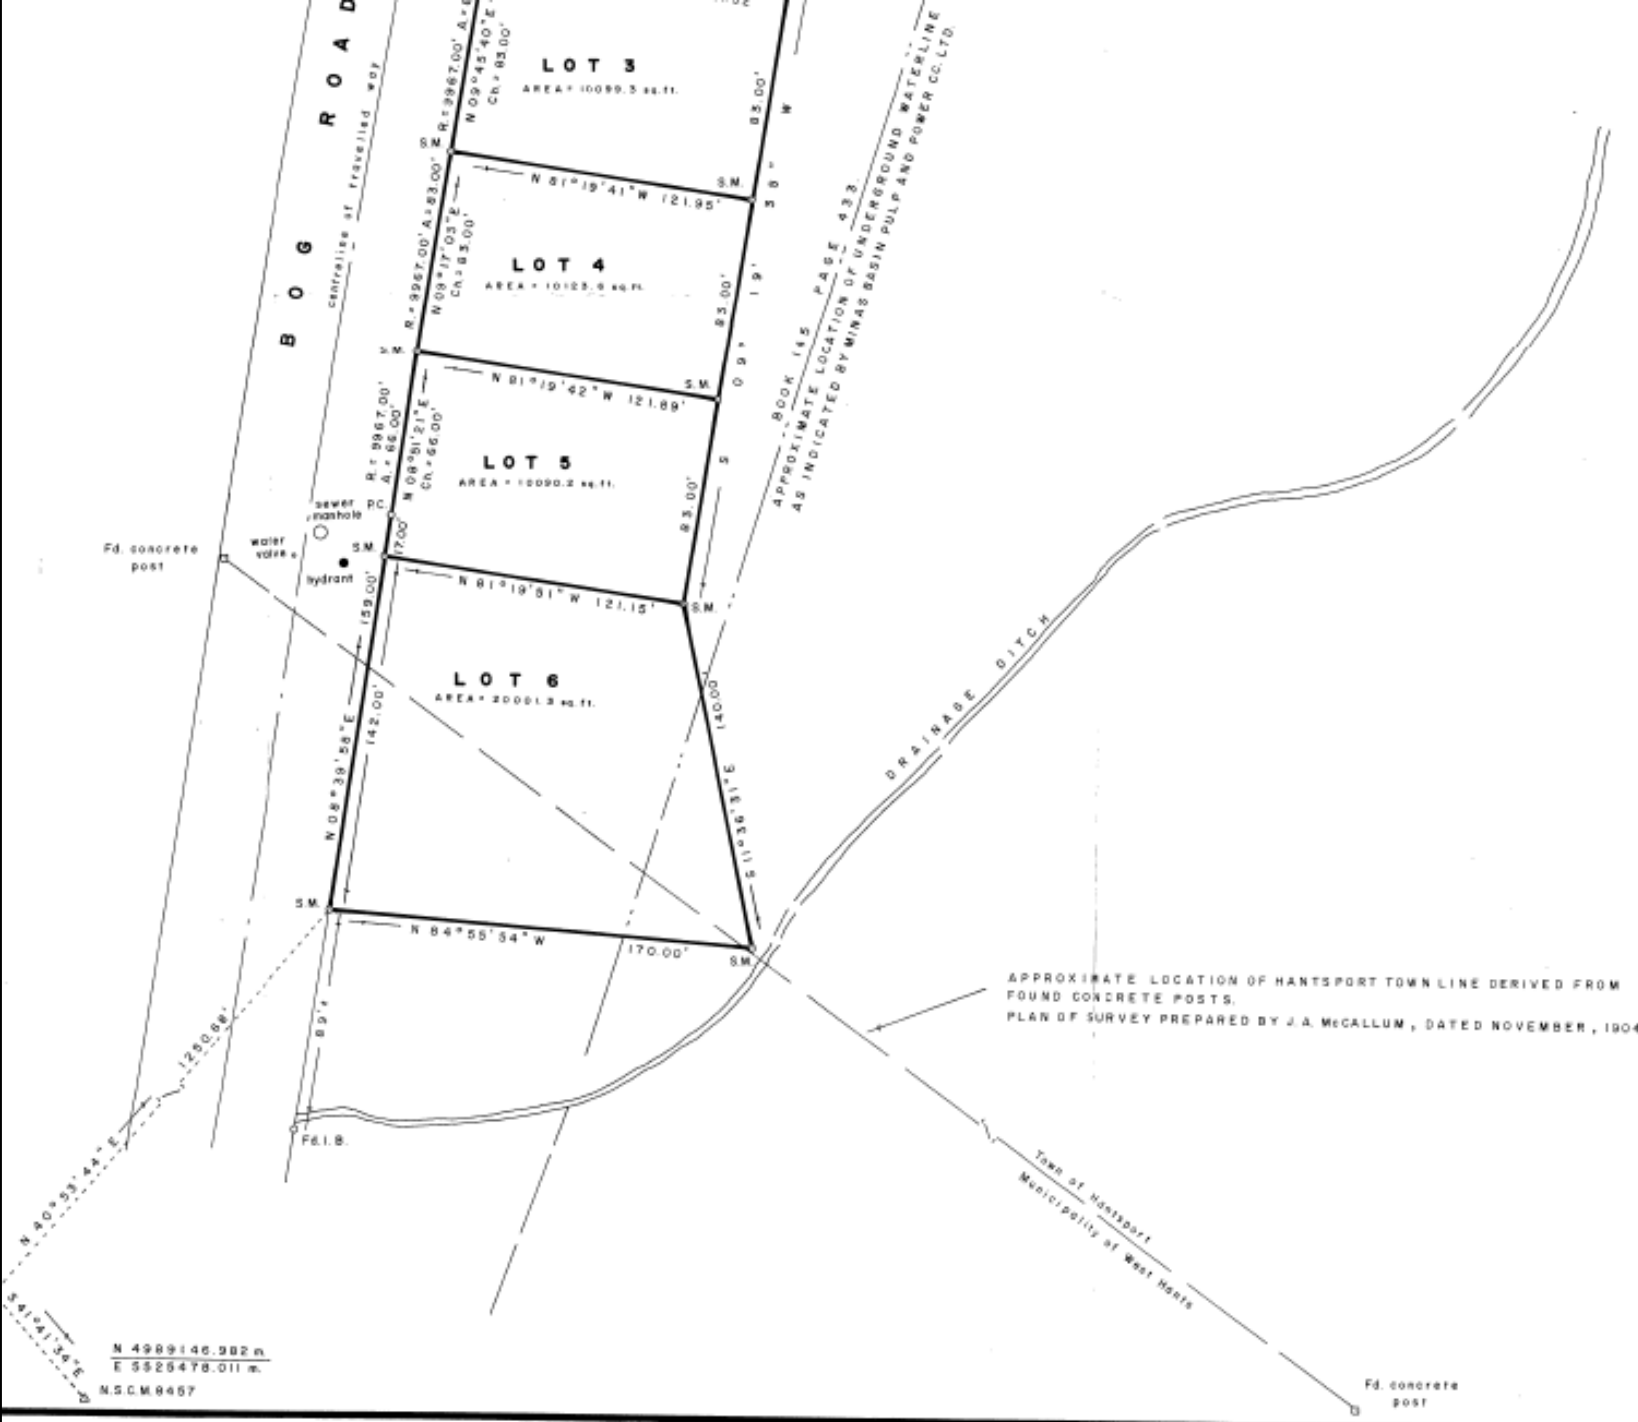 BOG ROAD
centreline of travelled way
R.= 9967.00'
N 09°45'40"E
Ch.= 83.00'
LOT 3
AREA = 10099.3 sq.ft.
83.00'
W
S.M.
N 81°19'41"W 121.95'
S.M.
38"
R.= 9967.00' A.= 83.00'
N 09°17'03"E
Ch.= 83.00'
LOT 4
AREA = 10123.6 sq.ft.
83.00'
19'
BOOK 145 PAGE 433
APPROXIMATE LOCATION OF UNDERGROUND WATERLINE
AS INDICATED BY MINAS BASIN PULP AND POWER CO. LTD.
S.M.
N 81°19'42"W 121.89'
S.M.
09°
R.= 9967.00'
A.= 66.00'
N 08°51'21"E
Ch.= 66.00'
LOT 5
AREA = 10090.2 sq.ft.
83.00'
S
sewer
manhole
P.C.
17.00'
water
valve
S.M.
hydrant
Fd. concrete
post
N 81°19'51"W 121.15'
S.M.
159.00'
N 08°39'58"E
142.00'
LOT 6
AREA = 20001.3 sq.ft.
140.00'
S 11°36'31"E
DRAINAGE DITCH
S.M.
N 84°55'54"W 170.00'
S.M.
APPROXIMATE LOCATION OF HANTSPORT TOWN LINE DERIVED FROM
FOUND CONCRETE POSTS.
PLAN OF SURVEY PREPARED BY J.A. McCALLUM, DATED NOVEMBER, 1904
89'±
1250.68'
N 40°53'44"E
Fd. I.B.
Town of Hantsport
Municipality of West Hants
S 41°41'34"E
N 4989146.982 m.
E 5525478.011 m.
N.S.C.M. 8457
Fd. concrete
post